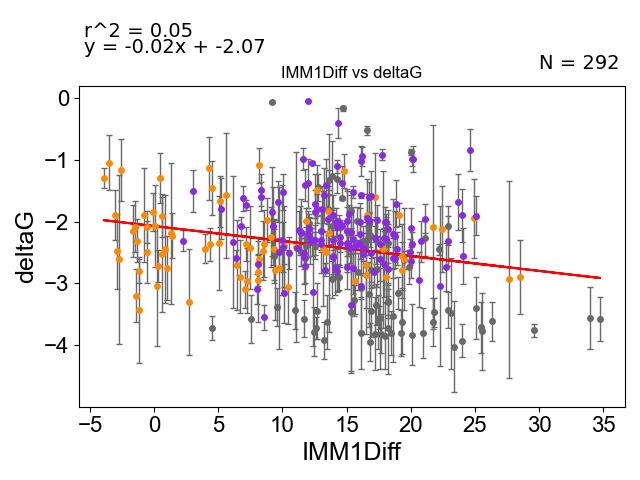 r^2 = 0.05
y = -0.02x + -2.07
N = 292
IMM1Diff vs deltaG
deltaG
0
−1
−2
−3
−4
−5
0
5
10
15
20
25
30
35
IMM1Diff